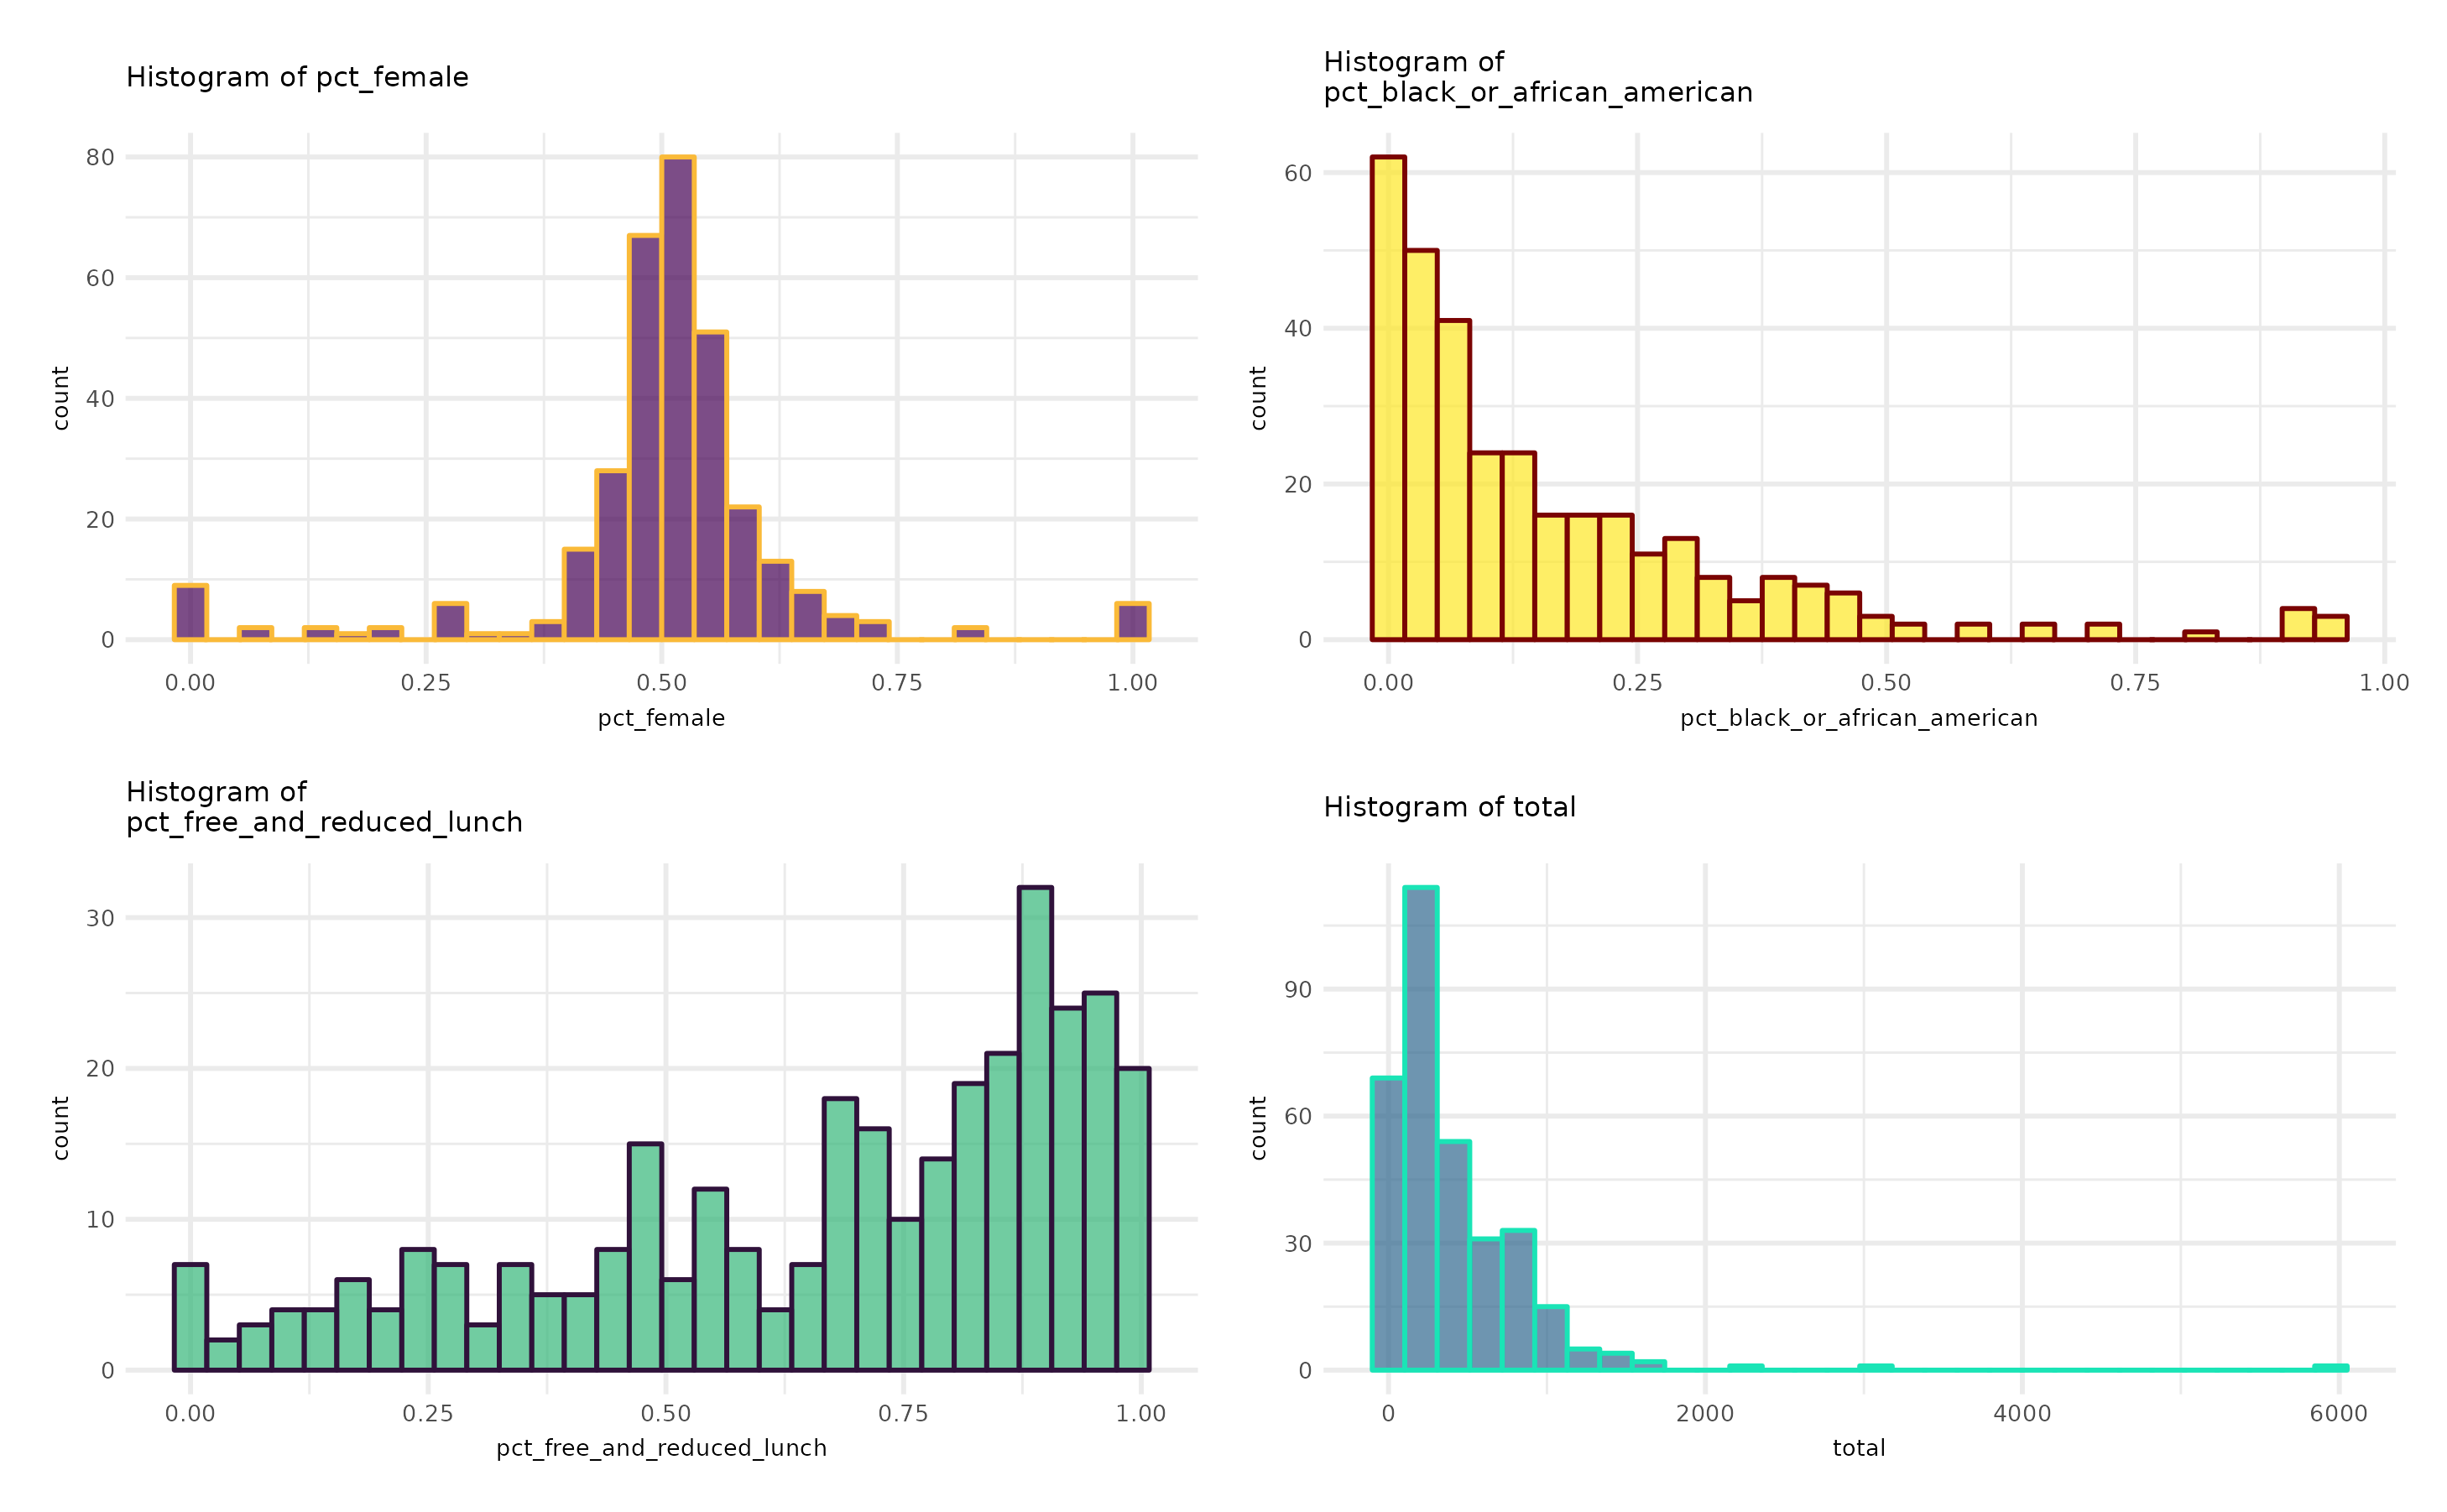 Histogram of pct_female
80
60
40
20
0
count
0.00 0.25 0.50 0.75 1.00
pct_female
Histogram of
pct_black_or_african_american
60
40
20
0
count
0.00 0.25 0.50 0.75 1.00
pct_black_or_african_american
Histogram of
pct_free_and_reduced_lunch
30
20
10
0
count
0.00 0.25 0.50 0.75 1.00
pct_free_and_reduced_lunch
Histogram of total
90
60
30
0
count
0 2000 4000 6000
total